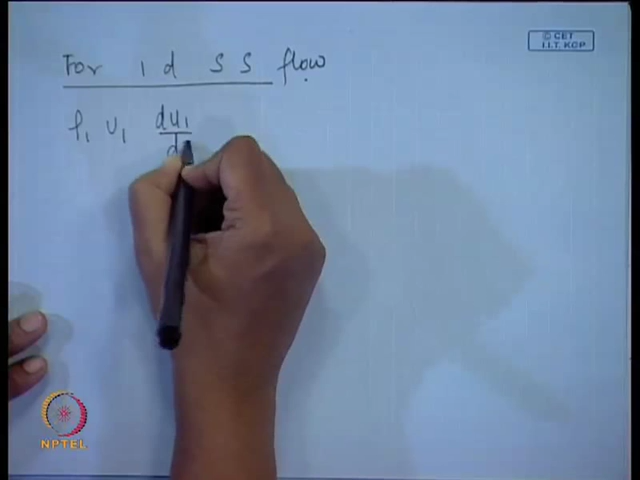 For 1 d S S flow
© CET
I.I.T. KGP
ρ₁ u₁ du₁
d
NPTEL